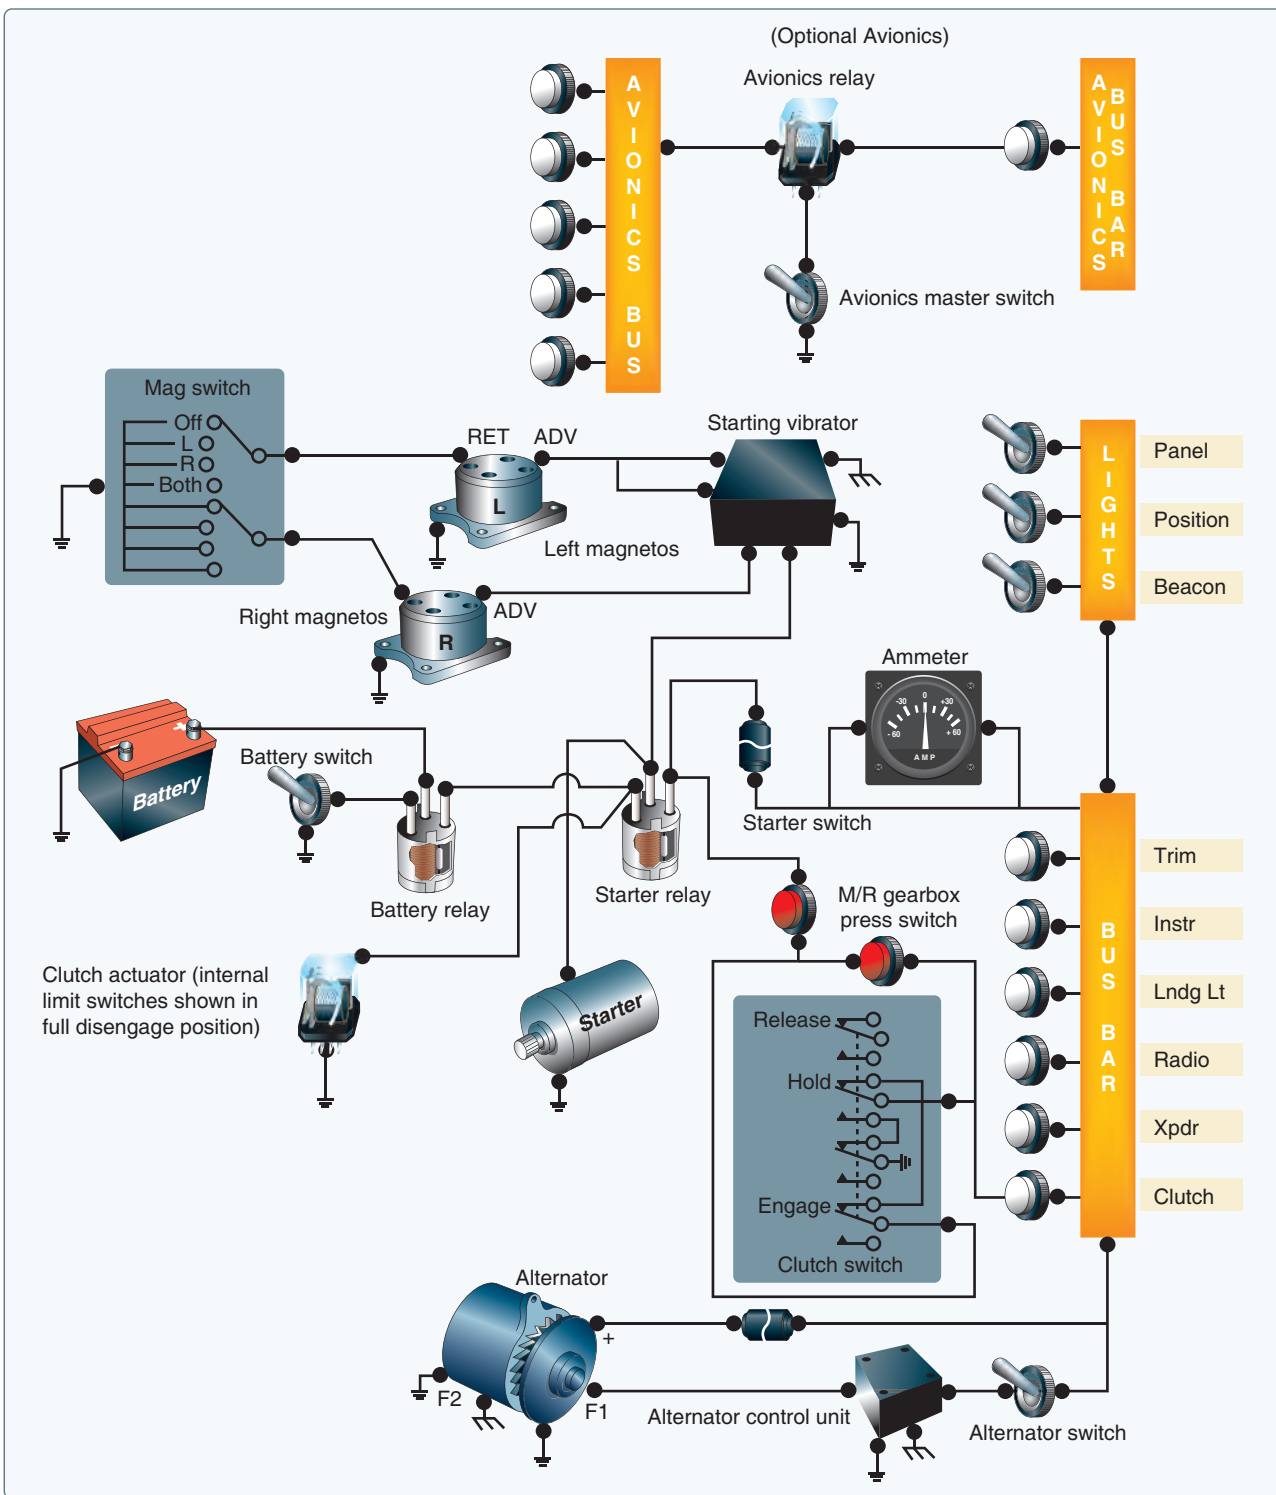 (Optional Avionics)
Avionics relay
AVIONICS BUS
AVIONICS
BUS BAR
Avionics master switch
Mag switch
Off
L
R
Both
RET
ADV
L
Left magnetos
Starting vibrator
Right magnetos
ADV
R
LIGHTS
Panel
Position
Beacon
Ammeter
-30
0
+30
- 60
+ 60
AMP
+
-
Battery
Battery switch
Battery relay
Starter relay
Starter switch
M/R gearbox
press switch
Clutch actuator (internal
limit switches shown in
full disengage position)
Starter
Release
Hold
Engage
Clutch switch
BUS BAR
Trim
Instr
Lndg Lt
Radio
Xpdr
Clutch
Alternator
+
F2
F1
Alternator control unit
Alternator switch